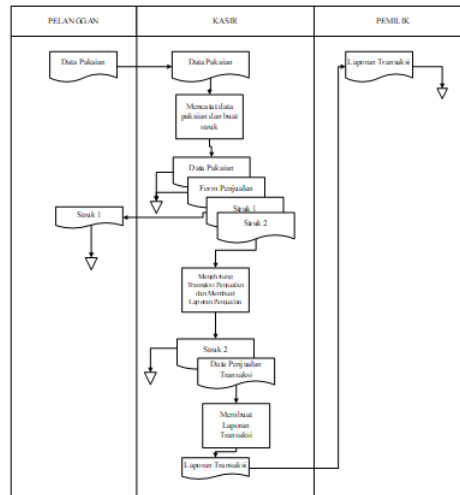 PELANGGAN
KASIR
PEMILIK
Data Pakaian
Data Pakaian
Laporan Transaksi
Mencatat data
pakaian dan buat
struk
Data Pakaian
Form Penjualan
Struk 1
Struk 1
Struk 2
Menghitung
Transaksi Penjualan
dan Membuat
Laporan Penjualan
Struk 2
Data Penjualan
Transaksi
Membuat
Laporan
Transaksi
Laporan Transaksi